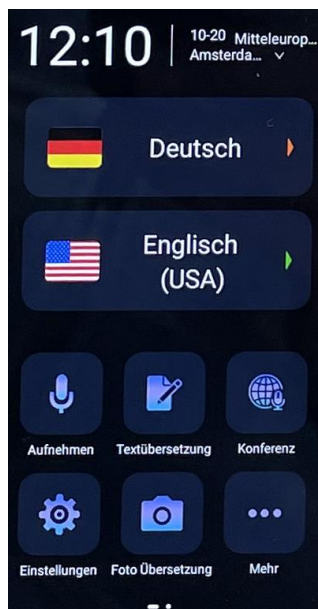 12:10
10-20 Mitteleurop...
Amsterda...
Deutsch
Englisch
(USA)
Aufnehmen Textübersetzung Konferenz
Einstellungen Foto Übersetzung Mehr